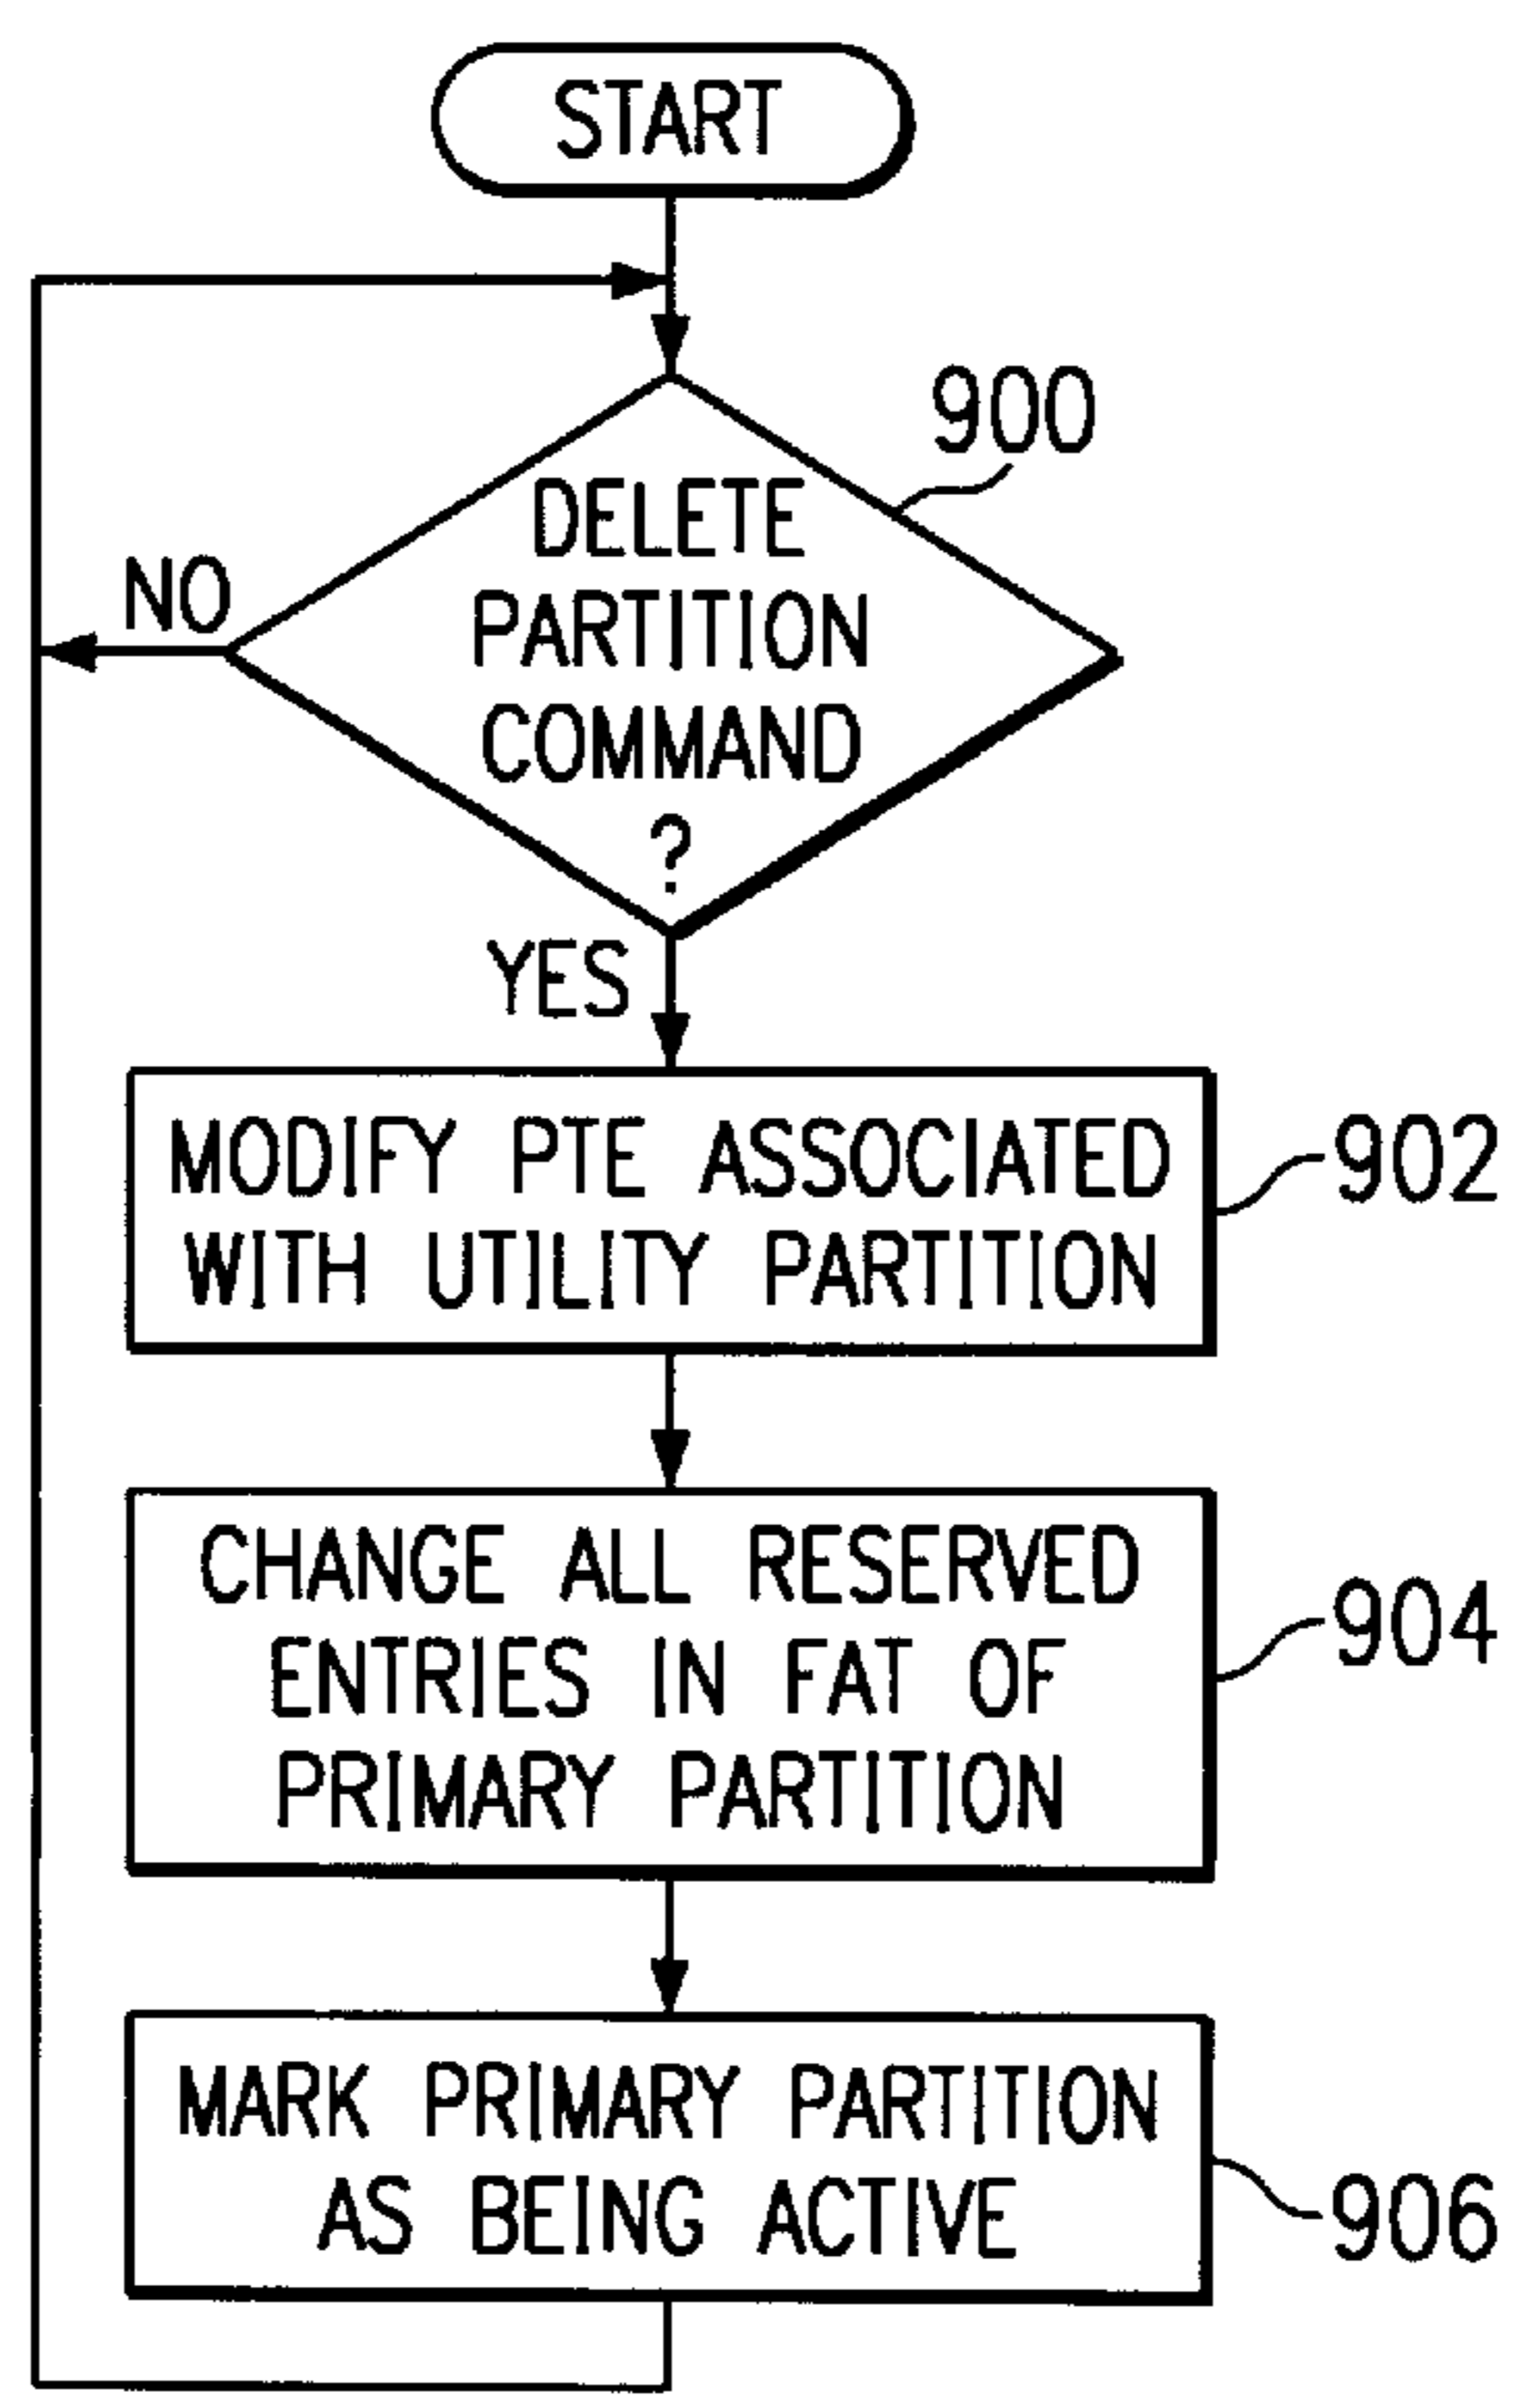 START
900
DELETE
PARTITION
COMMAND
?
NO
YES
MODIFY PTE ASSOCIATED
WITH UTILITY PARTITION
902
CHANGE ALL RESERVED
ENTRIES IN FAT OF
PRIMARY PARTITION
904
MARK PRIMARY PARTITION
AS BEING ACTIVE
906